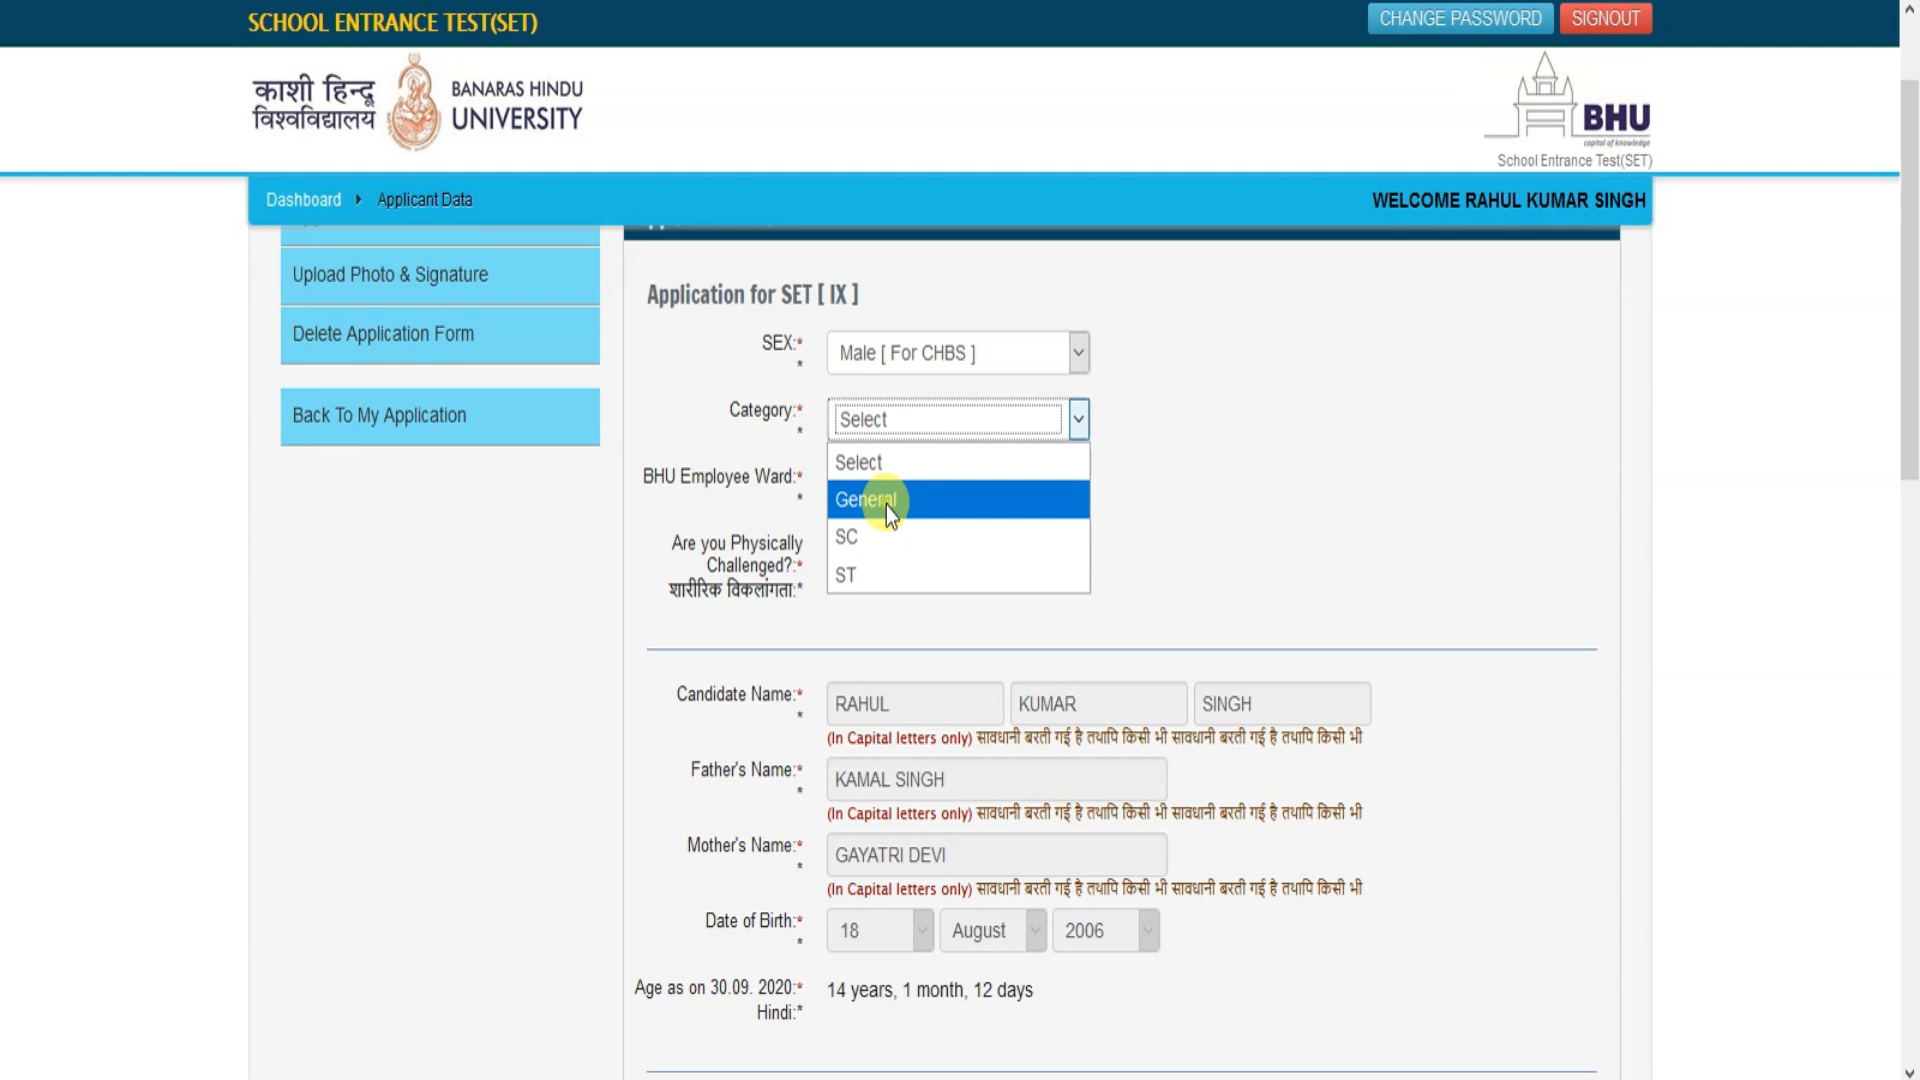 SCHOOL ENTRANCE TEST(SET)
CHANGE PASSWORD
SIGNOUT
काशी हिन्दू
विश्वविद्यालय
BANARAS HINDU
UNIVERSITY
BHU
capital of knowledge
School Entrance Test(SET)
Dashboard
Applicant Data
WELCOME RAHUL KUMAR SINGH
Upload Photo & Signature
Delete Application Form
Back To My Application
Application for SET [ IX ]
SEX:*
*
Male [ For CHBS ]
Category:*
*
Select
Select
General
SC
ST
BHU Employee Ward:*
*
Are you Physically
Challenged?:*
शारीरिक विकलांगता:*
Candidate Name:*
*
RAHUL
KUMAR
SINGH
(In Capital letters only) सावधानी बरती गई है तथापि किसी भी सावधानी बरती गई है तथापि किसी भी
Father's Name:*
*
KAMAL SINGH
(In Capital letters only) सावधानी बरती गई है तथापि किसी भी सावधानी बरती गई है तथापि किसी भी
Mother's Name:*
*
GAYATRI DEVI
(In Capital letters only) सावधानी बरती गई है तथापि किसी भी सावधानी बरती गई है तथापि किसी भी
Date of Birth:*
*
18
August
2006
Age as on 30.09. 2020:*
Hindi:*
14 years, 1 month, 12 days